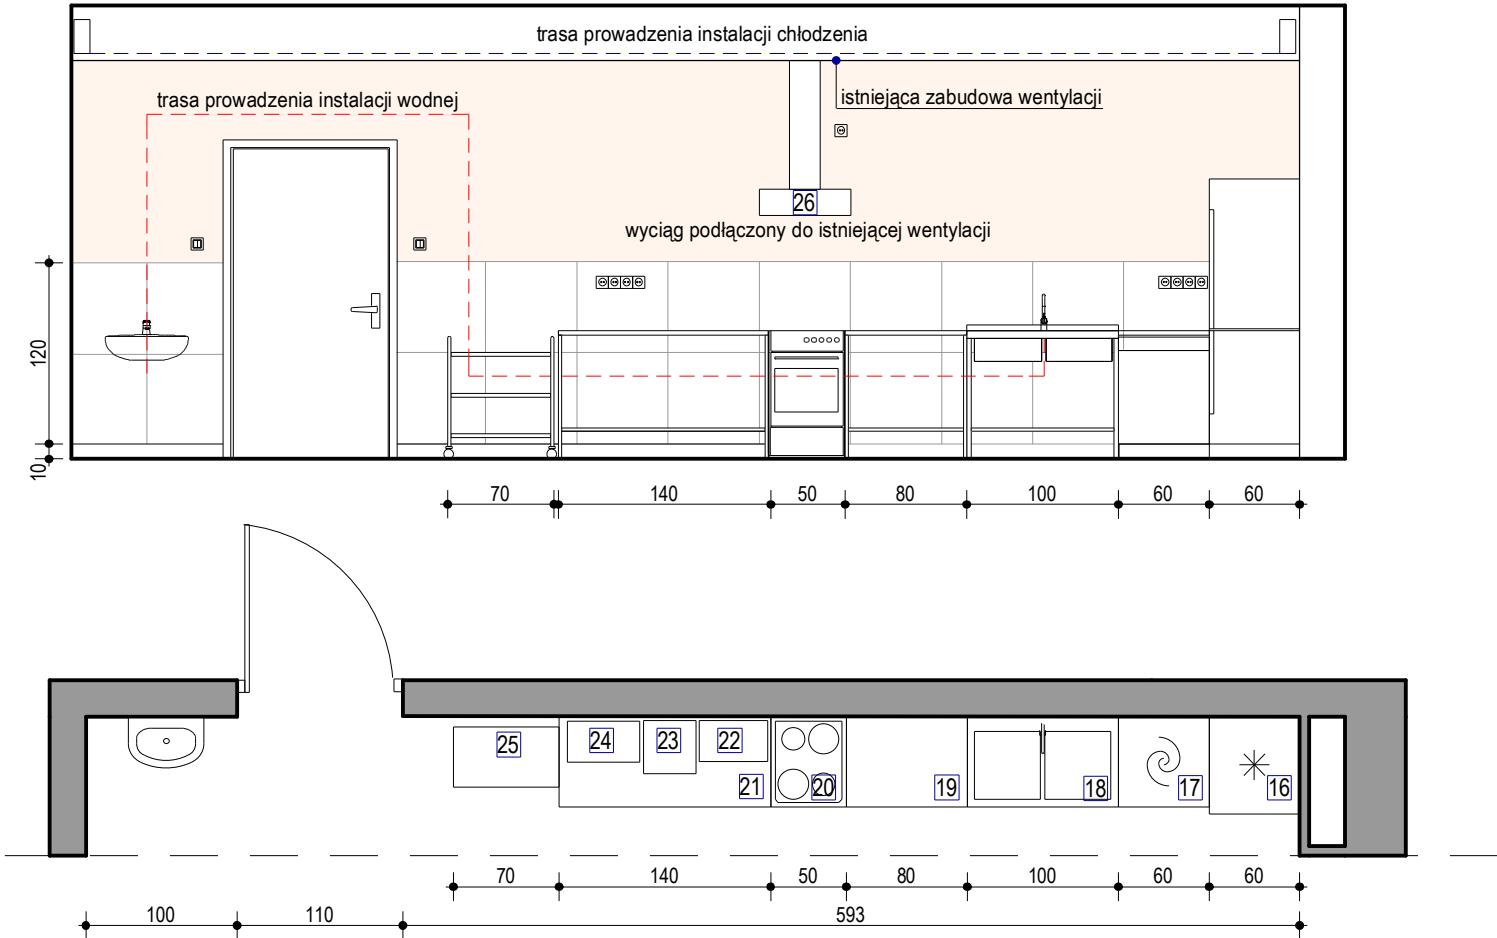 trasa prowadzenia instalacji chłodzenia
trasa prowadzenia instalacji wodnej
istniejąca zabudowa wentylacji
26
wyciąg podłączony do istniejącej wentylacji
120
10
70 140 50 80 100 60 60
25 24 23 22
21 20 19 18 17 16
70 140 50 80 100 60 60
100 110 593